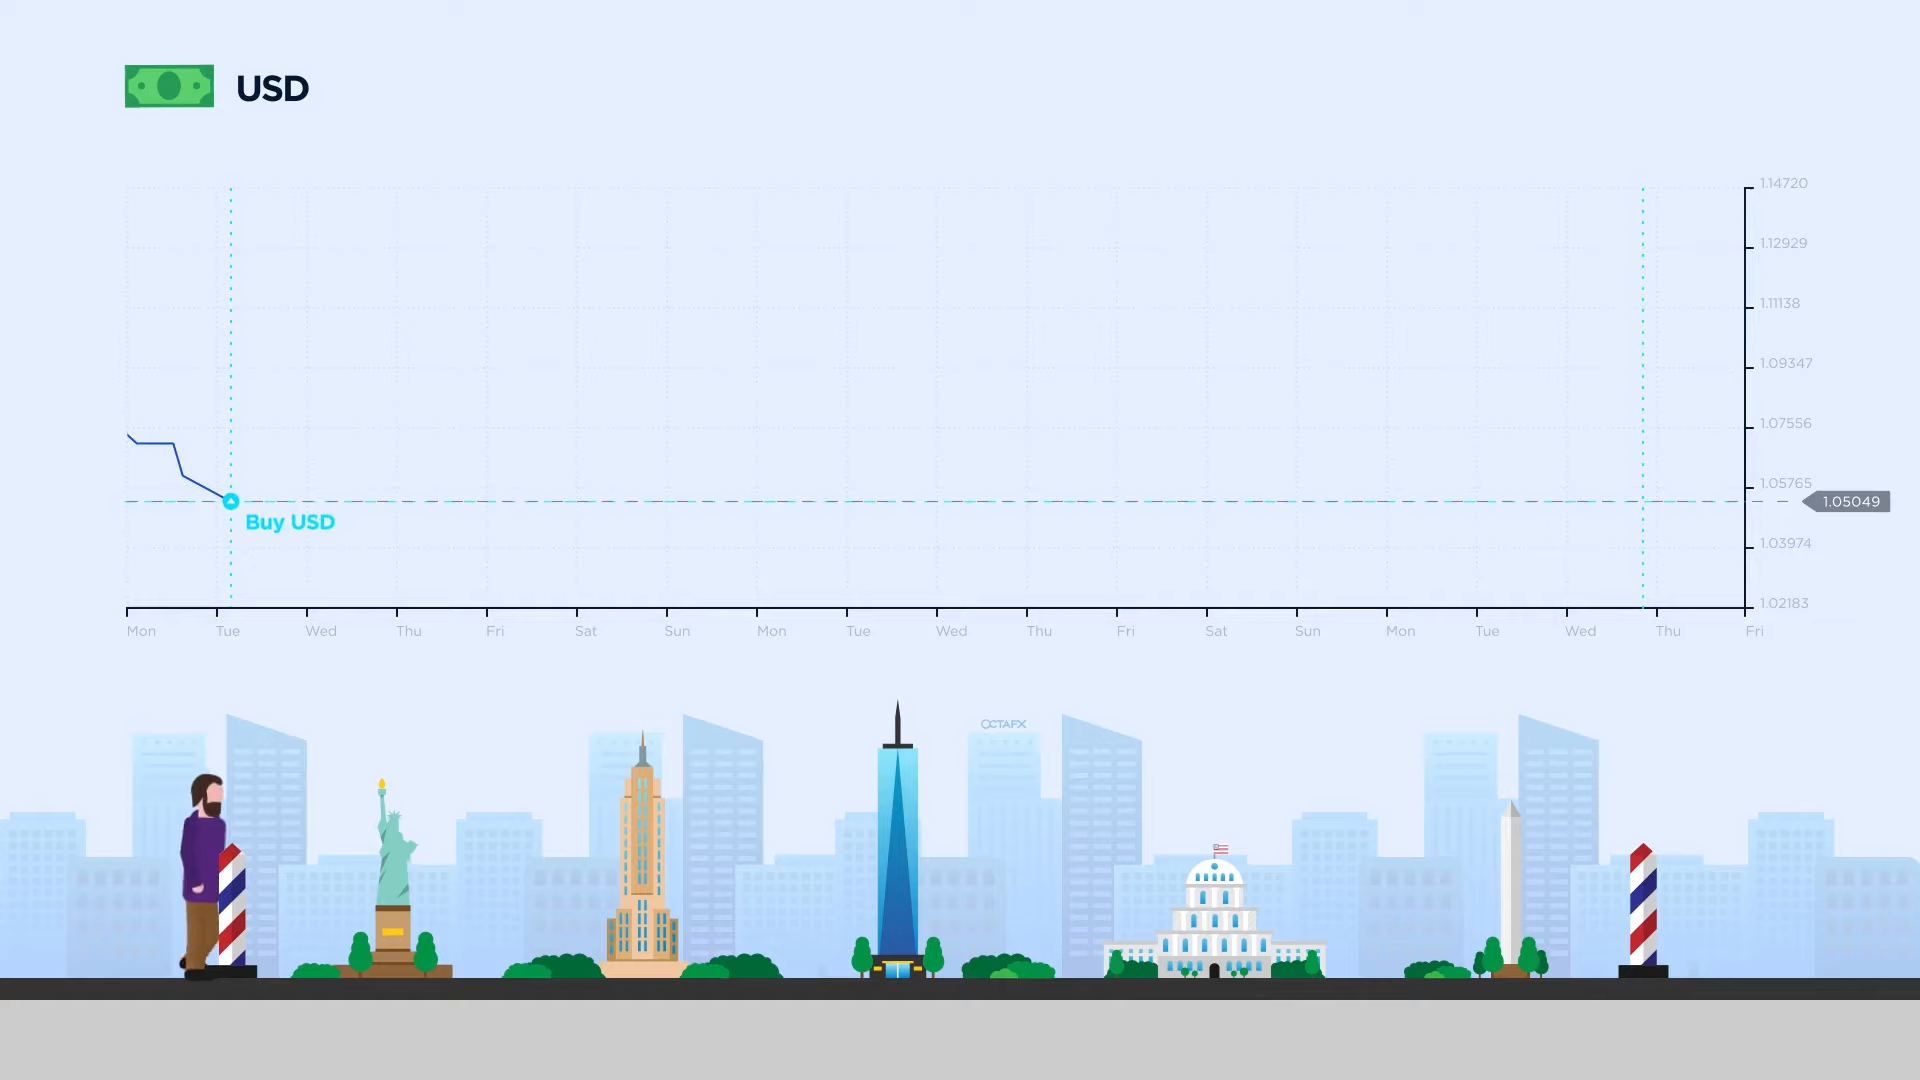 USD
1.14720
1.12929
1.11138
1.09347
1.07556
1.05765
1.05049
Buy USD
1.03974
1.02183
Mon Tue Wed Thu Fri Sat Sun Mon Tue Wed Thu Fri Sat Sun Mon Tue Wed Thu Fri
OCTAFX